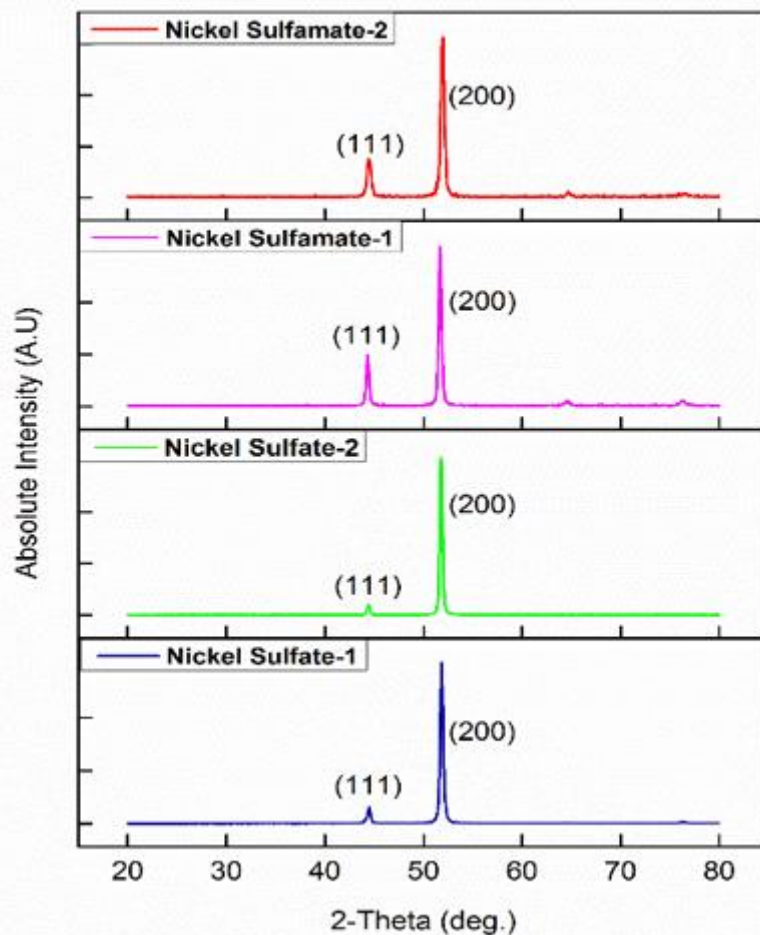 Nickel Sulfamate-2
(200)
(111)
Nickel Sulfamate-1
(200)
(111)
Nickel Sulfate-2
(200)
(111)
Nickel Sulfate-1
(200)
(111)
Absolute Intensity (A.U)
20 30 40 50 60 70 80
2-Theta (deg.)